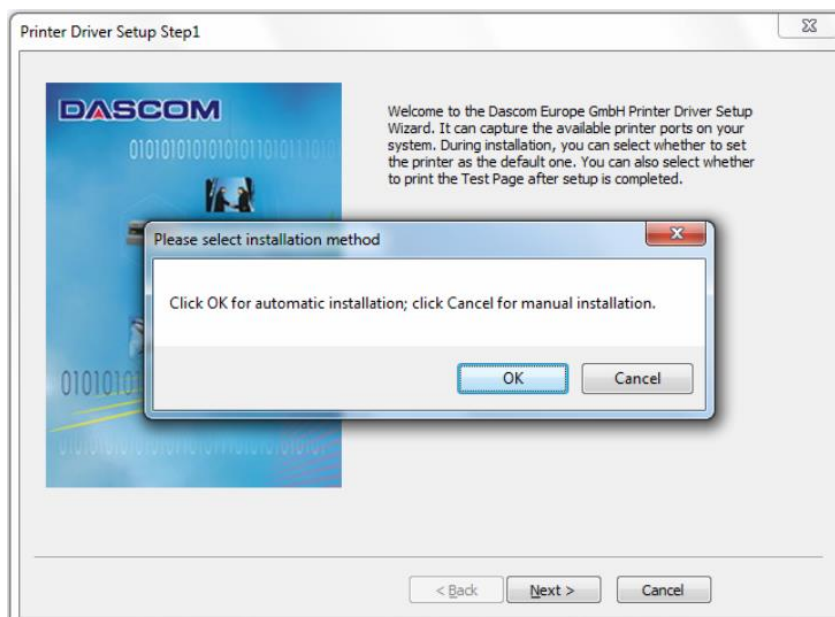 Printer Driver Setup Step1
DASCOM
Welcome to the Dascom Europe GmbH Printer Driver Setup
Wizard. It can capture the available printer ports on your
system. During installation, you can select whether to set
the printer as the default one. You can also select whether
to print the Test Page after setup is completed.
Please select installation method
Click OK for automatic installation; click Cancel for manual installation.
OK
Cancel
0101010
< Back
Next >
Cancel